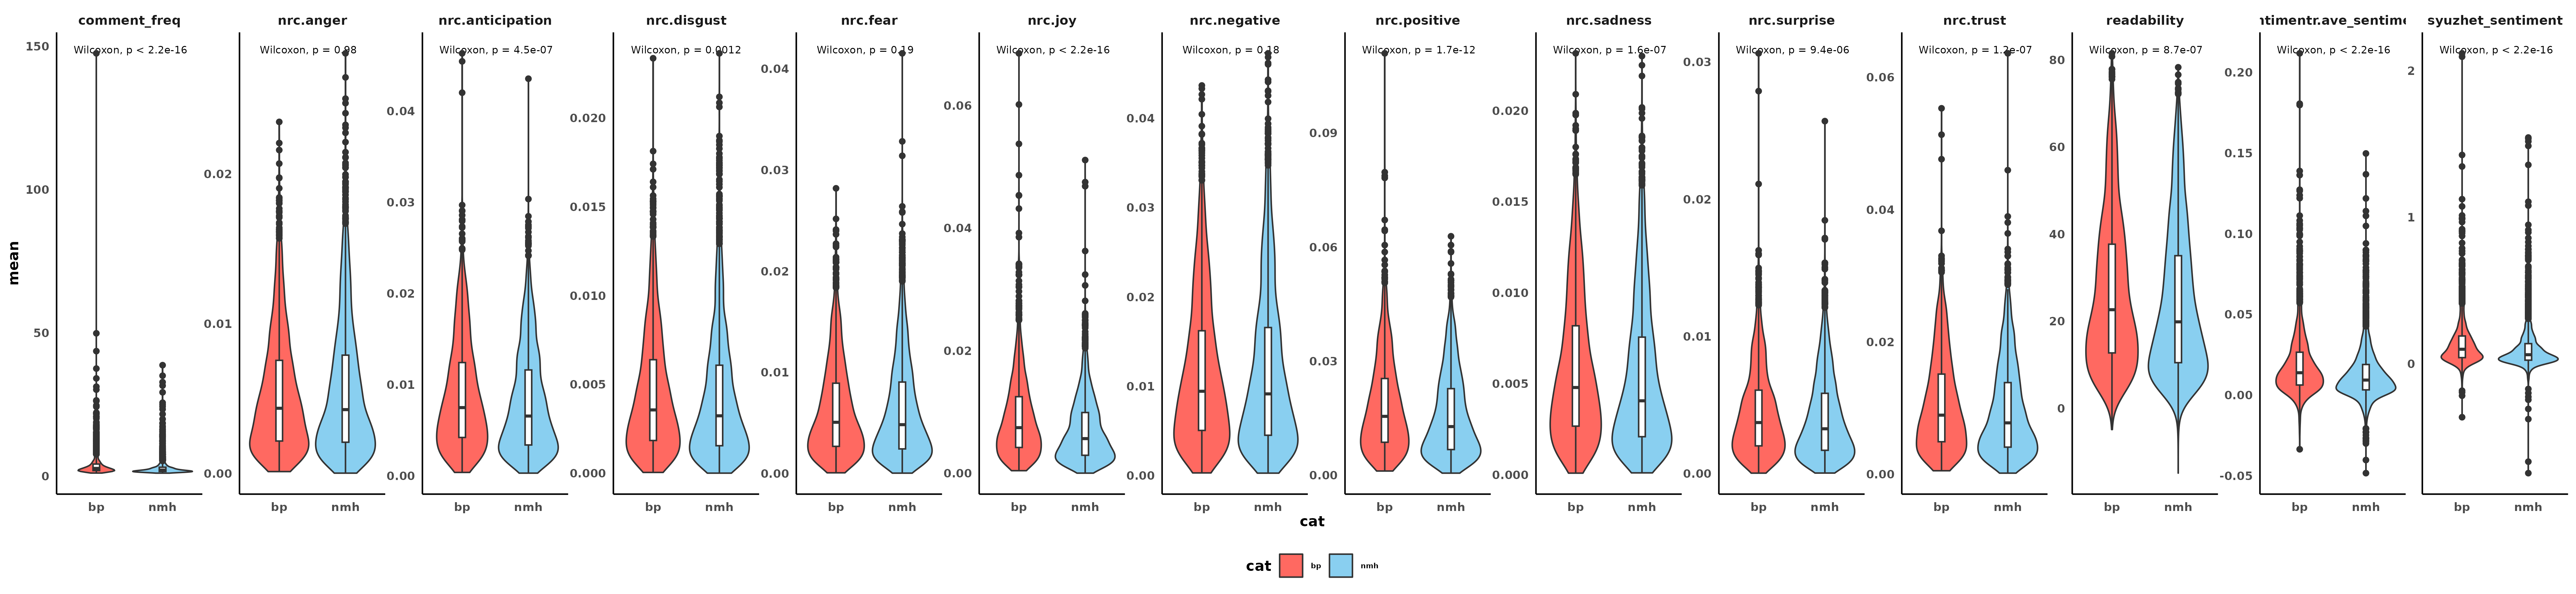 comment_freq
nrc.anger
nrc.anticipation
nrc.disgust
nrc.fear
nrc.joy
nrc.negative
nrc.positive
nrc.sadness
nrc.surprise
nrc.trust
readability
ntimentr.ave_sentime
syuzhet_sentiment
Wilcoxon, p < 2.2e-16
Wilcoxon, p = 0.98
Wilcoxon, p = 4.5e-07
Wilcoxon, p = 0.0012
Wilcoxon, p = 0.19
Wilcoxon, p < 2.2e-16
Wilcoxon, p = 0.18
Wilcoxon, p = 1.7e-12
Wilcoxon, p = 1.6e-07
Wilcoxon, p = 9.4e-06
Wilcoxon, p = 1.2e-07
Wilcoxon, p = 8.7e-07
Wilcoxon, p < 2.2e-16
Wilcoxon, p < 2.2e-16
mean
150
100
50
0
0.02
0.01
0.00
0.04
0.03
0.02
0.01
0.00
0.020
0.015
0.010
0.005
0.000
0.04
0.03
0.02
0.01
0.00
0.06
0.04
0.02
0.00
0.04
0.03
0.02
0.01
0.00
0.09
0.06
0.03
0.00
0.020
0.015
0.010
0.005
0.000
0.03
0.02
0.01
0.00
0.06
0.04
0.02
0.00
80
60
40
20
0
0.20
0.15
0.10
0.05
0.00
-0.05
2
1
0
bp nmh
bp nmh
bp nmh
bp nmh
bp nmh
bp nmh
bp nmh
bp nmh
bp nmh
bp nmh
bp nmh
bp nmh
bp nmh
bp nmh
cat
cat bp nmh